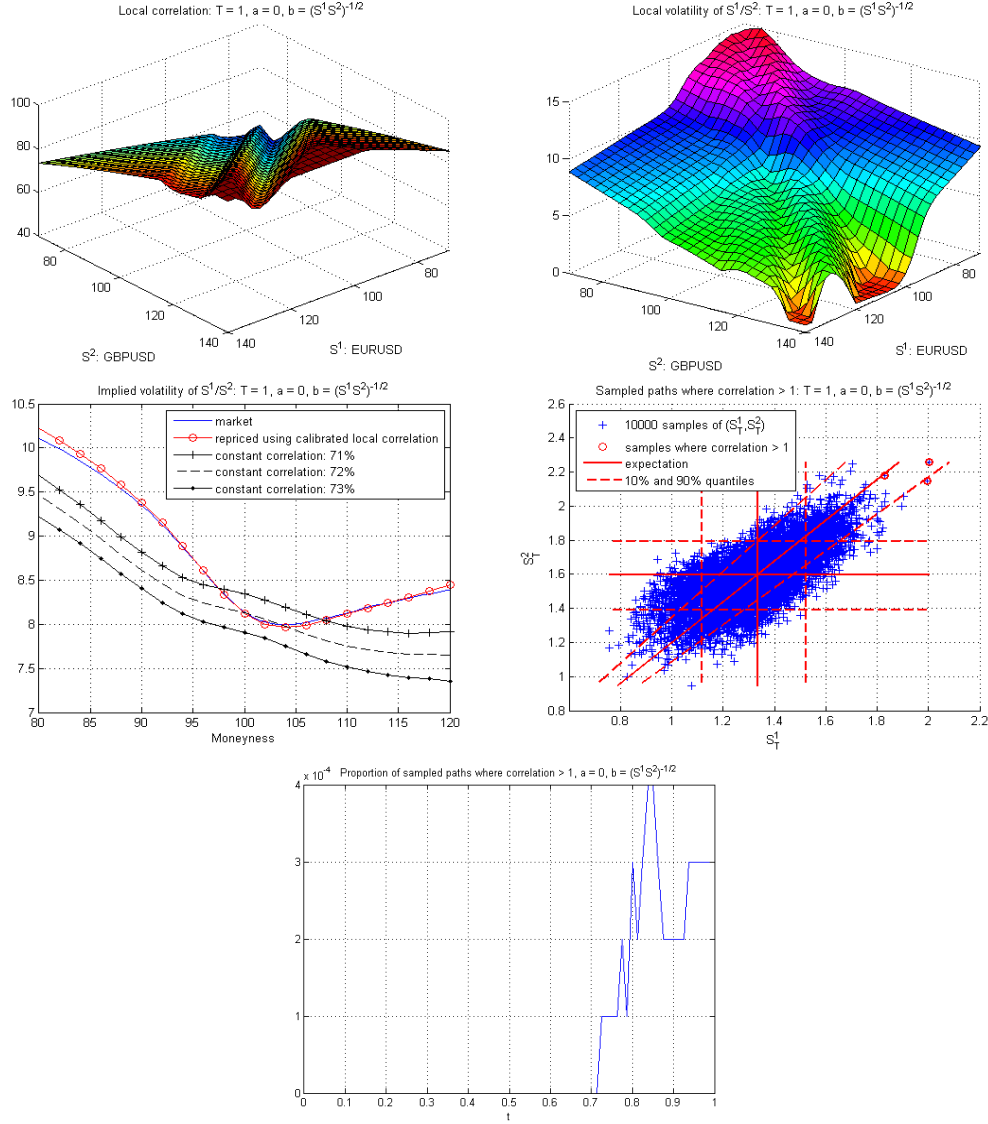 Local correlation: T = 1, a = 0, b = (S¹S²)⁻¹/²
100
80
60
40
80
100
120
140
140
120
100
80
S²: GBPUSD
S¹: EURUSD
Local volatility of S¹/S²: T = 1, a = 0, b = (S¹S²)⁻¹/²
15
10
5
0
80
100
120
140
140
120
100
80
S²: GBPUSD
S¹: EURUSD
Implied volatility of S¹/S²: T = 1, a = 0, b = (S¹S²)⁻¹/²
10.5
10
9.5
9
8.5
8
7.5
7
80 85 90 95 100 105 110 115 120
Moneyness
market
repriced using calibrated local correlation
constant correlation: 71%
constant correlation: 72%
constant correlation: 73%
Sampled paths where correlation > 1: T = 1, a = 0, b = (S¹S²)⁻¹/²
2.6
2.4
2.2
2
1.8
1.6
1.4
1.2
1
0.8
S²_T
0.8 1 1.2 1.4 1.6 1.8 2 2.2
S¹_T
10000 samples of (S¹_T,S²_T)
samples where correlation > 1
expectation
10% and 90% quantiles
x 10⁻⁴
Proportion of sampled paths where correlation > 1, a = 0, b = (S¹S²)⁻¹/²
4
3
2
1
0
0 0.1 0.2 0.3 0.4 0.5 0.6 0.7 0.8 0.9 1
t